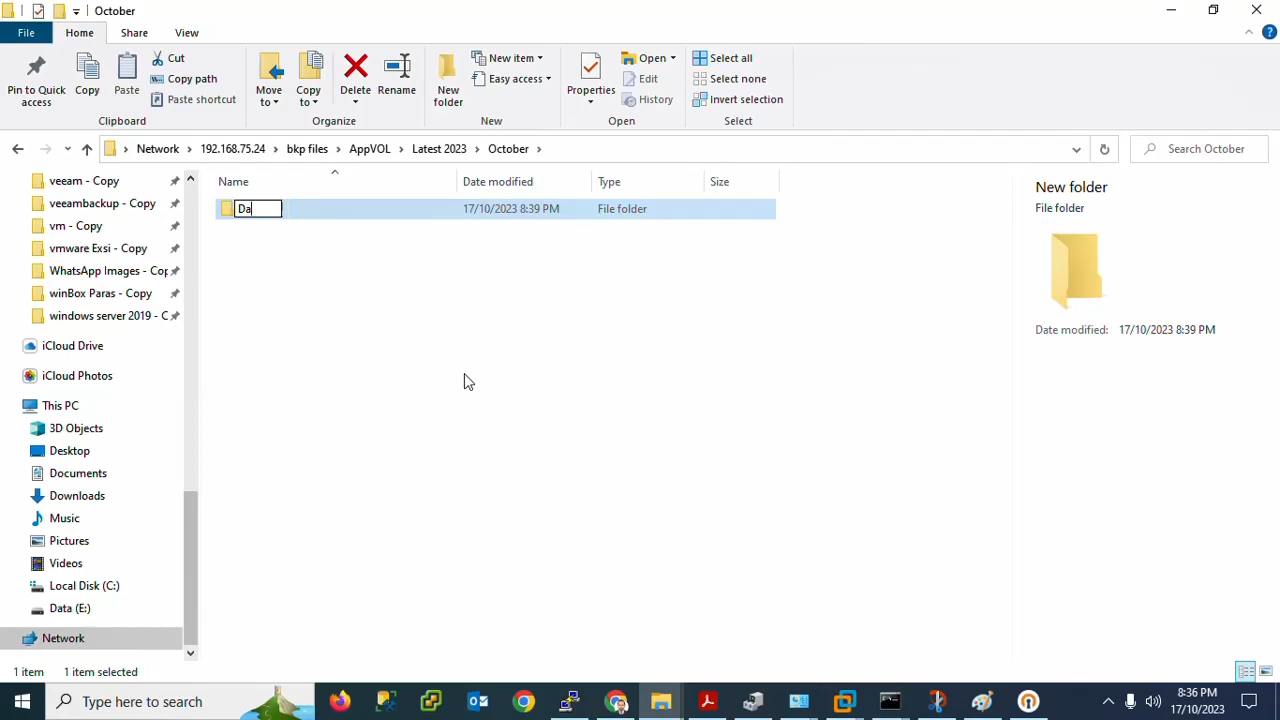 October
File
Home
Share
View
Pin to Quick access
Copy
Paste
Cut
Copy path
Paste shortcut
Clipboard
Move to
Copy to
Delete
Rename
Organize
New folder
New item
Easy access
New
Properties
Open
Edit
History
Open
Select all
Select none
Invert selection
Select
Network
192.168.75.24
bkp files
AppVOL
Latest 2023
October
Search October
veeam - Copy
veeambackup - Copy
vm - Copy
vmware Exsi - Copy
WhatsApp Images - Cop
winBox Paras - Copy
windows server 2019 - C
iCloud Drive
iCloud Photos
This PC
3D Objects
Desktop
Documents
Downloads
Music
Pictures
Videos
Local Disk (C:)
Data (E:)
Network
Name
Date modified
Type
Size
Da
17/10/2023 8:39 PM
File folder
New folder
File folder
Date modified: 17/10/2023 8:39 PM
1 item
1 item selected
Type here to search
8:36 PM
17/10/2023